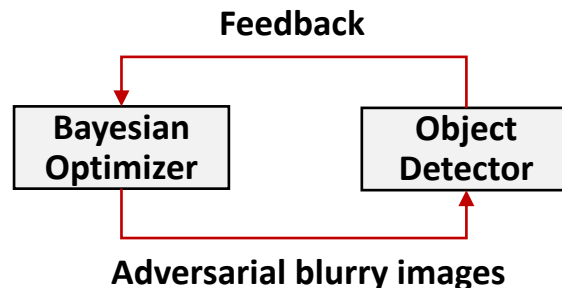 Feedback
Bayesian
Optimizer
Object
Detector
Adversarial blurry images